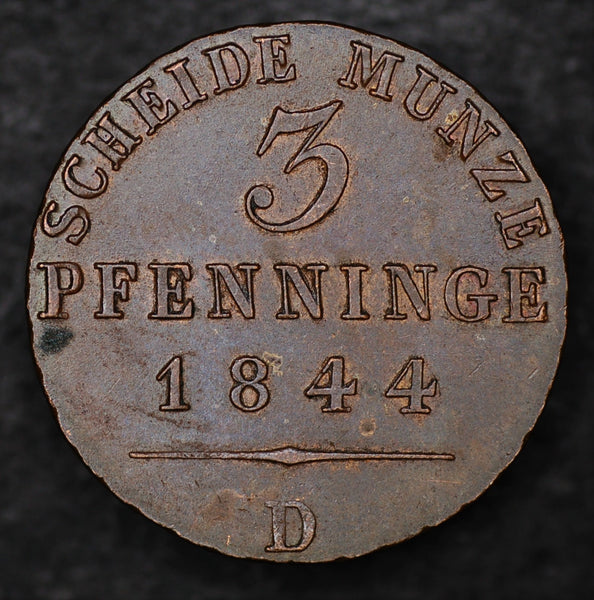 SCHEIDE MUNZE
3
PFENNINGE
1844
D